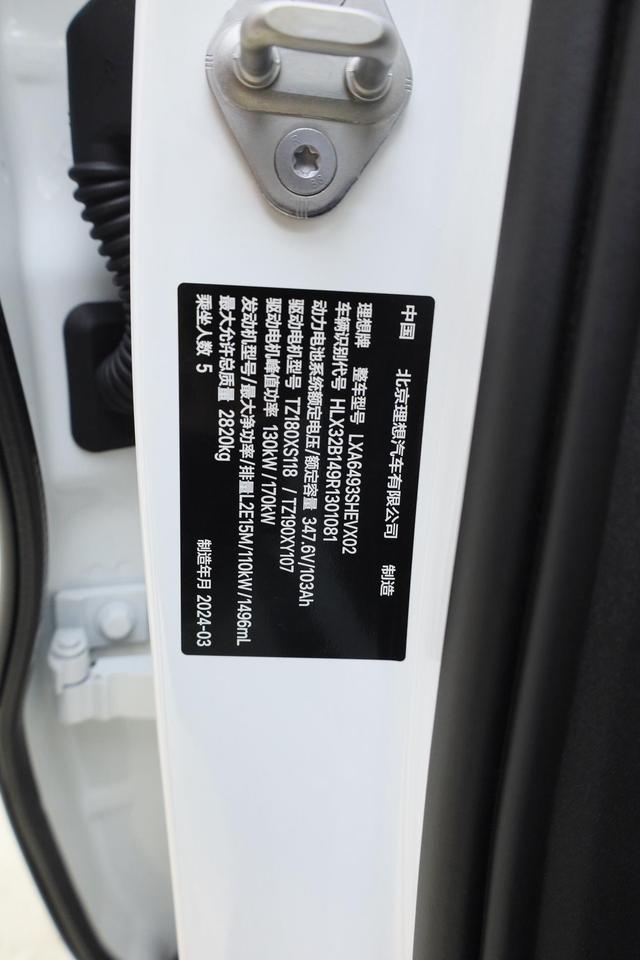 中国 北京理想汽车有限公司 制造
理想牌 整车型号 LXA6493SHEVX02
车辆识别代号 HLX32B149R1301081
动力电池系统额定电压/额定容量 347.6V/103Ah
驱动电机型号 TZ180XS118 /TZ190XY107
驱动电机峰值功率 130kW/170kW
发动机型号/最大净功率/排量L2E15M/110kW/1496mL
最大允许总质量 2820kg
乘坐人数 5 制造年月 2024-03